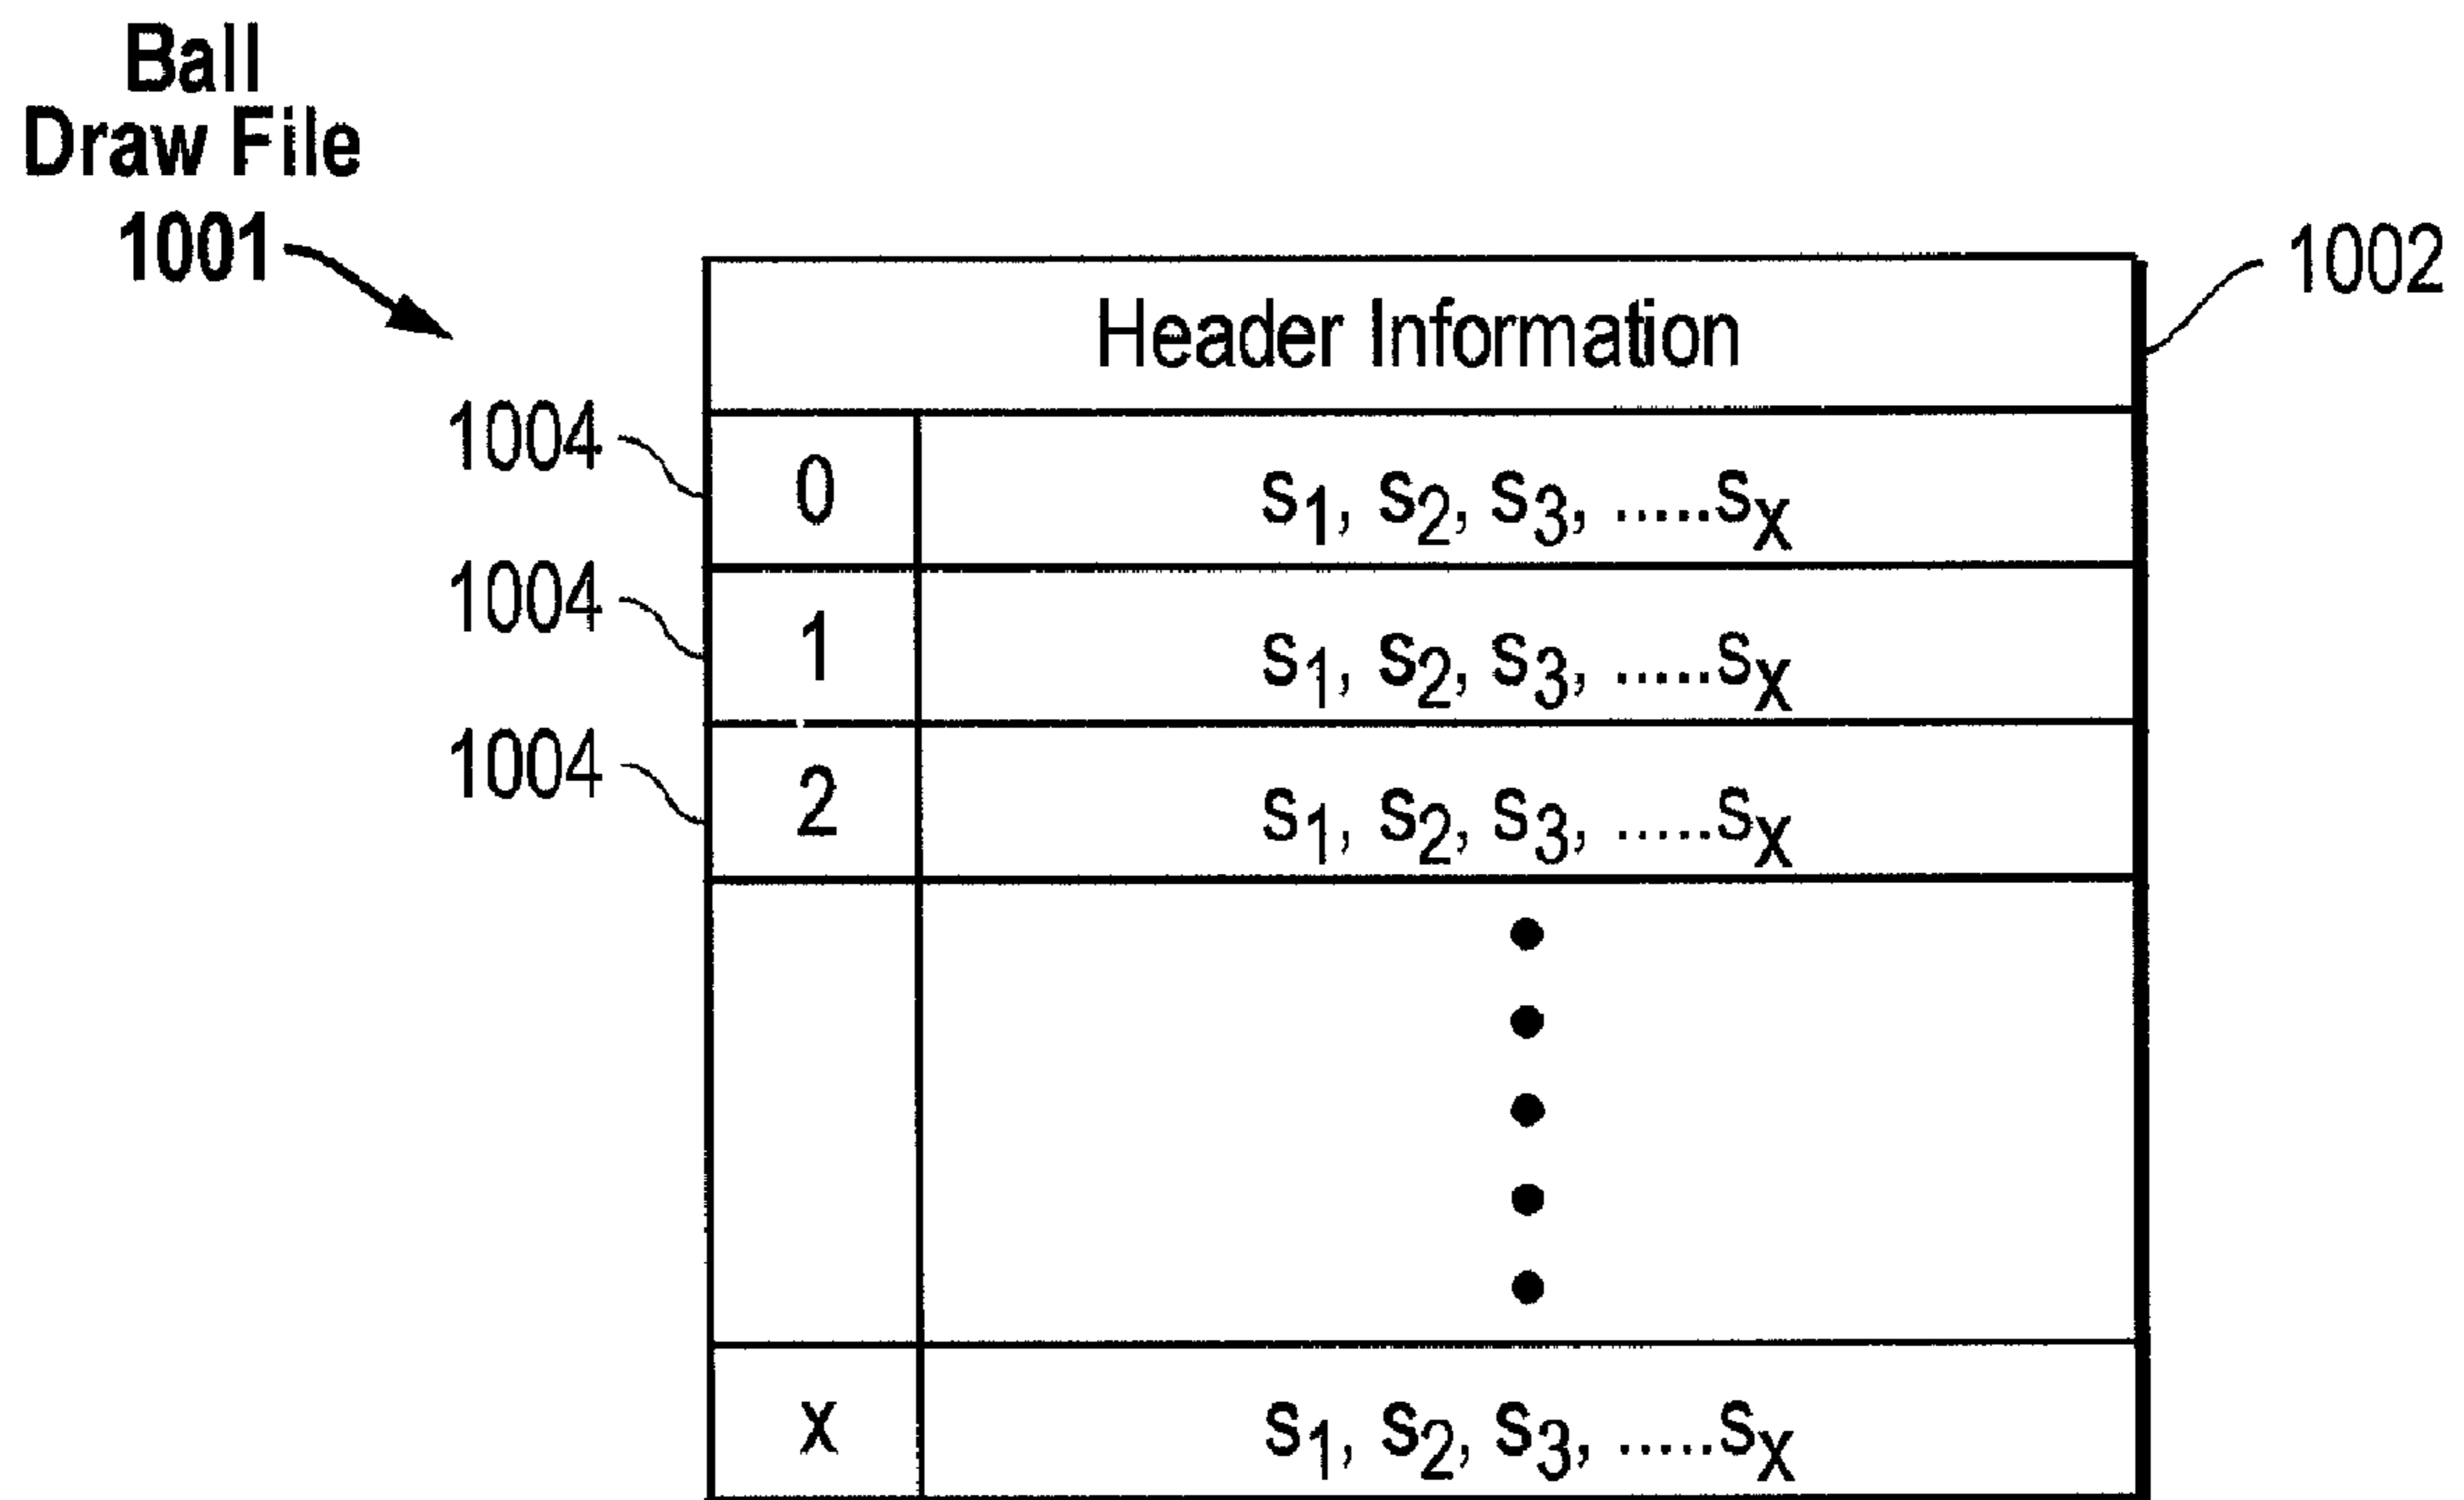 Ball
Draw File
1001
1002
Header Information
1004
0 s1, s2, s3, .....sx
1004
1 s1, s2, s3, .....sx
1004
2 s1, s2, s3, .....sx
x s1, s2, s3, .....sx